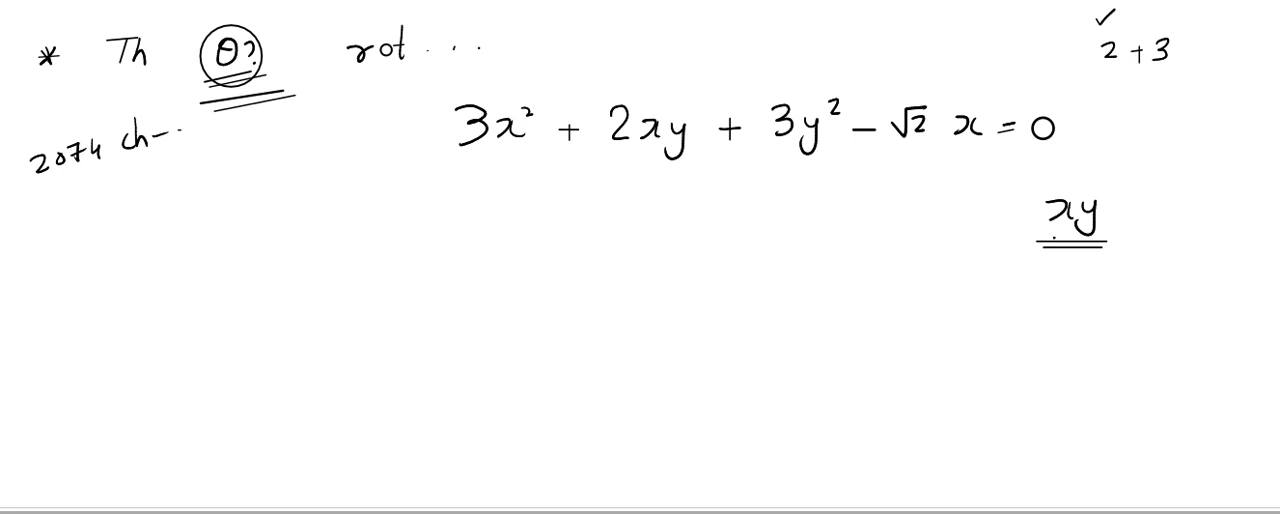 * Th θ? rot ...
2 + 3
3x² + 2xy + 3y² - √2 x = 0
2074 ch-..
xy